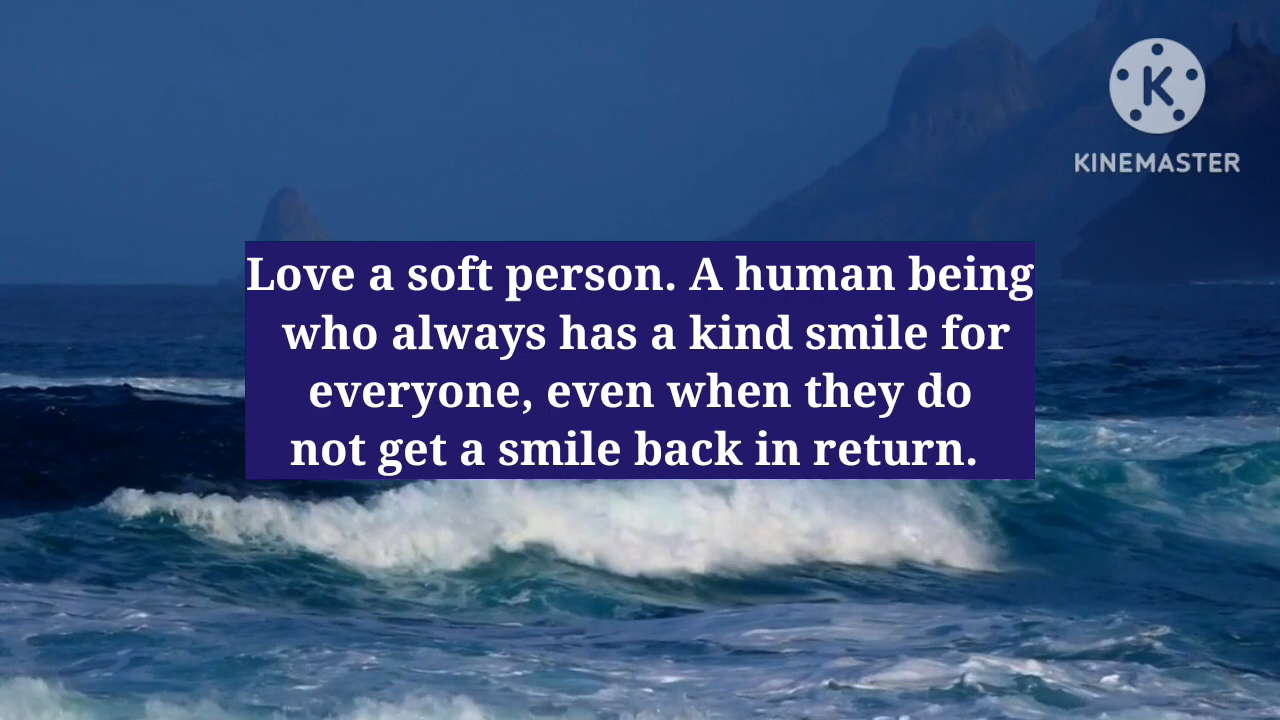 K
KINEMASTER
Love a soft person. A human being
who always has a kind smile for
everyone, even when they do
not get a smile back in return.